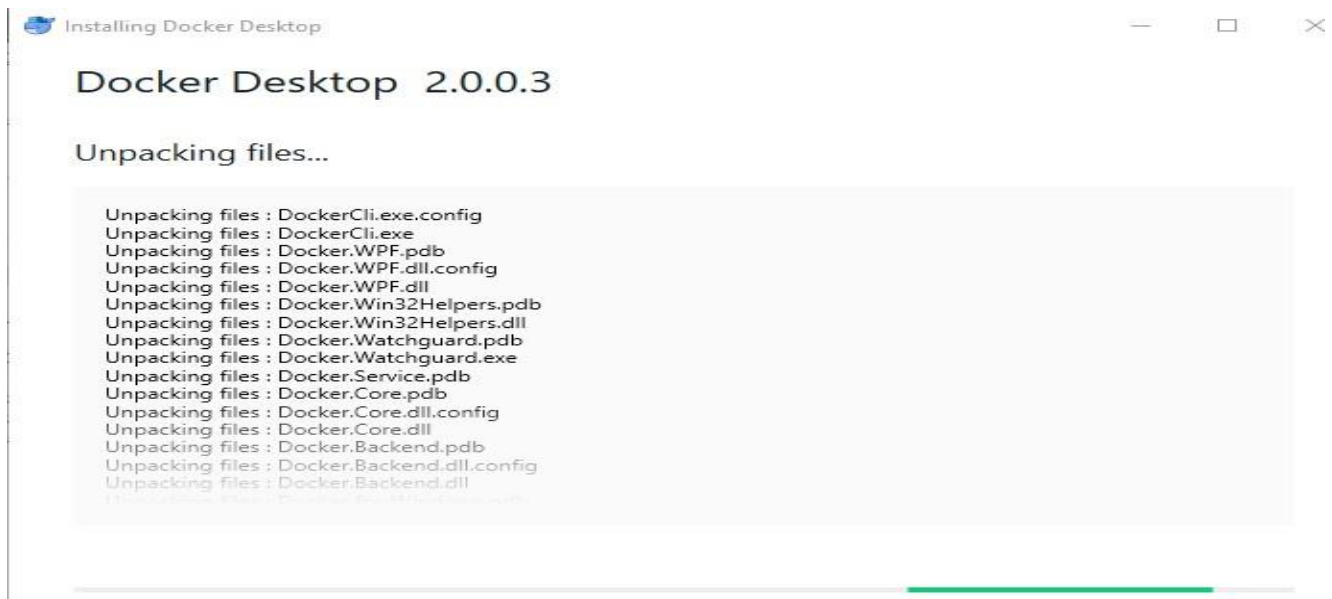 Installing Docker Desktop
Docker Desktop 2.0.0.3
Unpacking files...
Unpacking files : DockerCli.exe.config
Unpacking files : DockerCli.exe
Unpacking files : Docker.WPF.pdb
Unpacking files : Docker.WPF.dll.config
Unpacking files : Docker.WPF.dll
Unpacking files : Docker.Win32Helpers.pdb
Unpacking files : Docker.Win32Helpers.dll
Unpacking files : Docker.Watchguard.pdb
Unpacking files : Docker.Watchguard.exe
Unpacking files : Docker.Service.pdb
Unpacking files : Docker.Core.pdb
Unpacking files : Docker.Core.dll.config
Unpacking files : Docker.Core.dll
Unpacking files : Docker.Backend.pdb
Unpacking files : Docker.Backend.dll.config
Unpacking files : Docker.Backend.dll